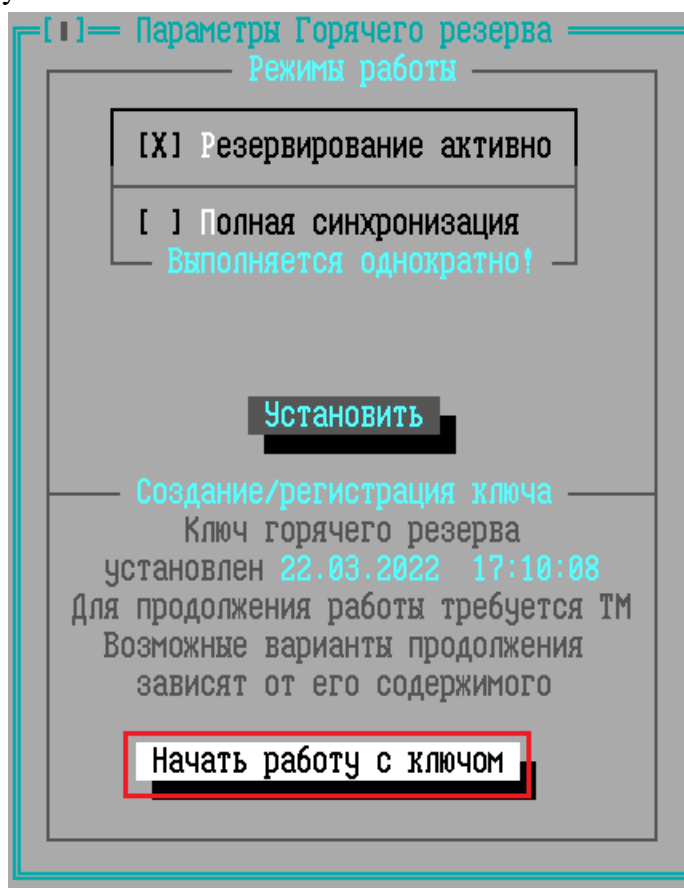 [▮] Параметры Горячего резерва
Режимы работы
[X] Резервирование активно
[ ] Полная синхронизация
Выполняется однократно!
Установить
Создание/регистрация ключа
Ключ горячего резерва
установлен 22.03.2022 17:10:08
Для продолжения работы требуется ТМ
Возможные варианты продолжения
зависят от его содержимого
Начать работу с ключом